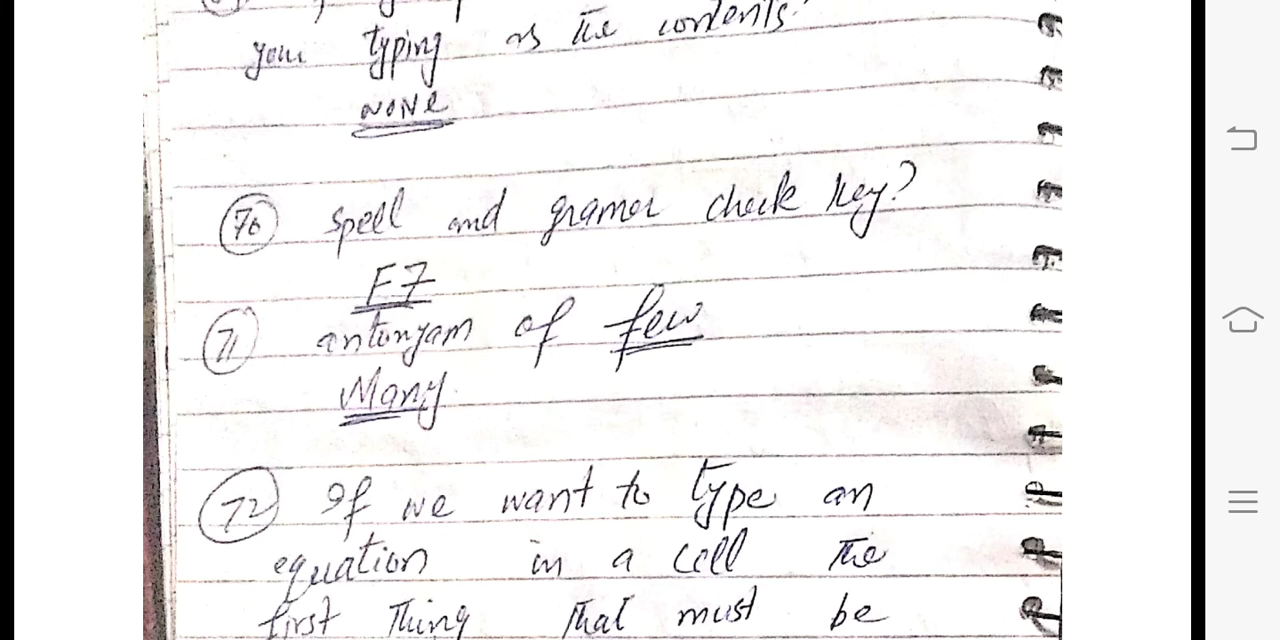 your typing as the contents.
NONE
70 Spell and gramer check key?
F7
71 antonyam of few
Many
72 If we want to type an
equation in a cell the
first thing that must be